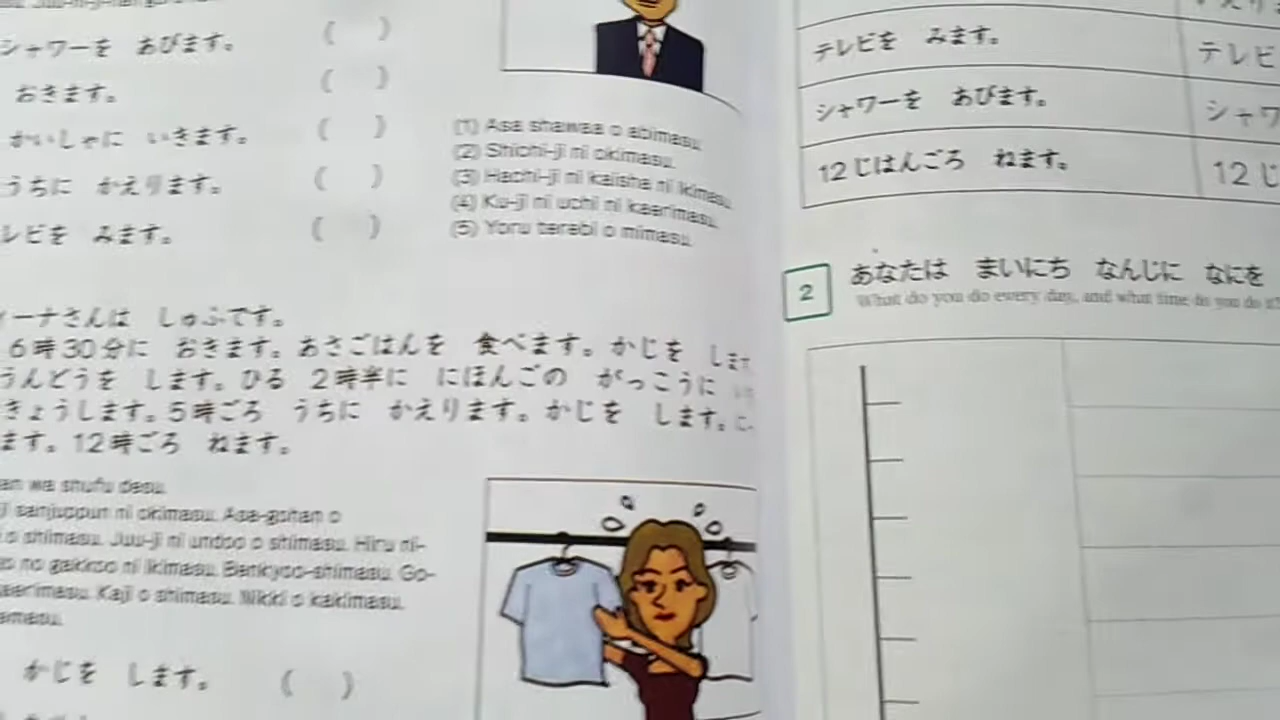 シャワーを あびます。 ( )
おきます。 ( )
かいしゃに いきます。 ( )
うちに かえります。 ( )
レビを みます。 ( )
(1) Asa shawaa o abimasu.
(2) Shichi-ji ni okimasu.
(3) Hachi-ji ni kaisha ni ikimasu.
(4) Ku-ji ni uchi ni kaerimasu.
(5) Yoru terebi o mimasu.
ィーナさんは しゅふです。
6時30分に おきます。あさごはんを 食べます。かじを します
うんどうを します。ひる 2時半に にほんごの がっこうに
きょうします。5時ごろ うちに かえります。かじを します。に
ます。12時ごろ ねます。
an wa shufu desu.
ji sanjuppun ni okimasu. Asa-gohan o
o shimasu. Juu-ji ni undoo o shimasu. Hiru ni-
o no gakkoo ni ikimasu. Benkyoo-shimasu. Go-
kaerimasu. Kaji o shimasu. Nikki o kakimasu.
emasu.
かじを します。 ( )
テレビを みます。 テレビ
シャワーを あびます。 シャワ
12じはんごろ ねます。 12じ
2 あなたは まいにち なんじに なにを
What do you do every day, and what time do you do it?